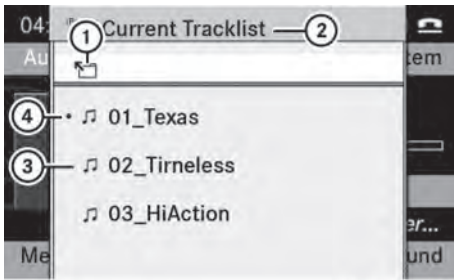 04:
Current Tracklist
1
2
Au
tem
4
01_Texas
3
02_Tirneless
03_HiAction
er...
Me
und